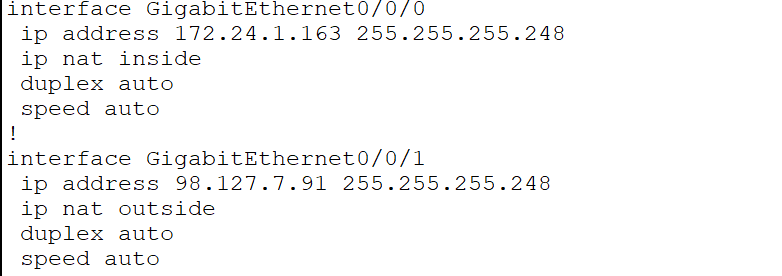 interface GigabitEthernet0/0/0
ip address 172.24.1.163 255.255.255.248
ip nat inside
duplex auto
speed auto
!
interface GigabitEthernet0/0/1
ip address 98.127.7.91 255.255.255.248
ip nat outside
duplex auto
speed auto